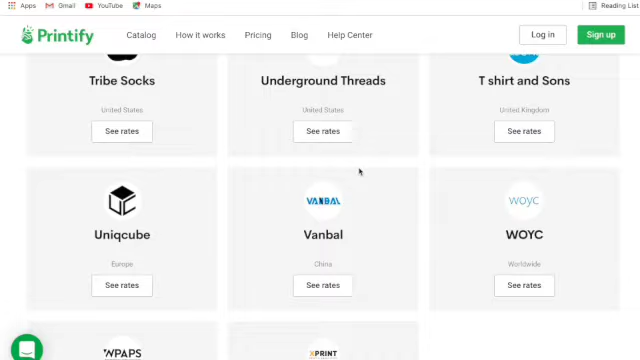 Apps Gmail YouTube Maps Reading List
Printify Catalog How it works Pricing Blog Help Center Log in Sign up
Tribe Socks Underground Threads T shirt and Sons
United States United States United Kingdom
See rates See rates See rates
UC VANBAL woyc
Uniqcube Vanbal WOYC
Europe China Worldwide
See rates See rates See rates
WPAPS XPRINT